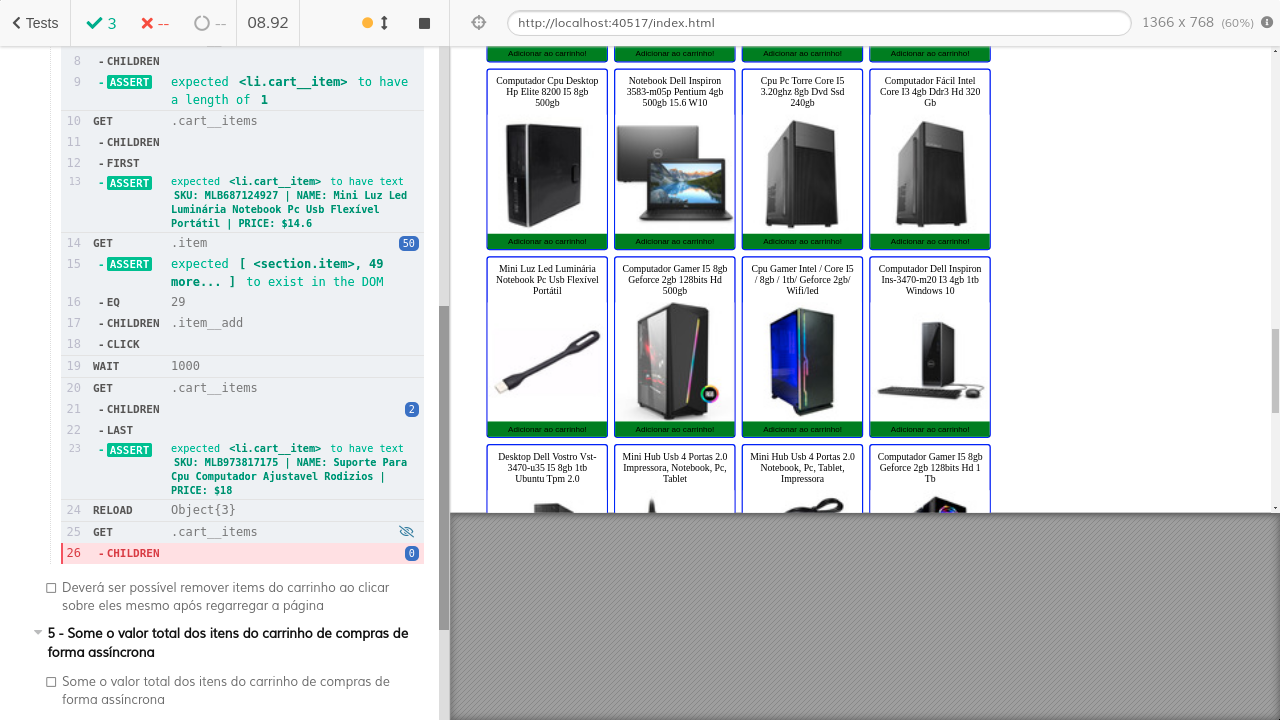 Tests
3
--
--
08.92
http://localhost:40517/index.html
1366 x 768 (60%)
8 -CHILDREN
9 -ASSERT expected <li.cart__item> to have
a length of 1
10 GET .cart__items
11 -CHILDREN
12 -FIRST
13 -ASSERT expected <li.cart__item> to have text
SKU: MLB687124927 | NAME: Mini Luz Led
Luminária Notebook Pc Usb Flexível
Portátil | PRICE: $14.6
14 GET .item 50
15 -ASSERT expected [ <section.item>, 49
more... ] to exist in the DOM
16 -EQ 29
17 -CHILDREN .item__add
18 -CLICK
19 WAIT 1000
20 GET .cart__items
21 -CHILDREN 2
22 -LAST
23 -ASSERT expected <li.cart__item> to have text
SKU: MLB973817175 | NAME: Suporte Para
Cpu Computador Ajustavel Rodizios |
PRICE: $18
24 RELOAD Object{3}
25 GET .cart__items
26 -CHILDREN 0
Deverá ser possível remover items do carrinho ao clicar
sobre eles mesmo após regarregar a página
5 - Some o valor total dos itens do carrinho de compras de
forma assíncrona
Some o valor total dos itens do carrinho de compras de
forma assíncrona
Adicionar ao carrinho! Adicionar ao carrinho! Adicionar ao carrinho! Adicionar ao carrinho!
Computador Cpu Desktop
Hp Elite 8200 I5 8gb
500gb
Notebook Dell Inspiron
3583-m05p Pentium 4gb
500gb 15.6 W10
Cpu Pc Torre Core I5
3.20ghz 8gb Dvd Ssd
240gb
Computador Fácil Intel
Core I3 4gb Ddr3 Hd 320
Gb
Adicionar ao carrinho! Adicionar ao carrinho! Adicionar ao carrinho! Adicionar ao carrinho!
Mini Luz Led Luminária
Notebook Pc Usb Flexível
Portátil
Computador Gamer I5 8gb
Geforce 2gb 128bits Hd
500gb
Cpu Gamer Intel / Core I5
/ 8gb / 1tb/ Geforce 2gb/
Wifi/led
Computador Dell Inspiron
Ins-3470-m20 I3 4gb 1tb
Windows 10
Adicionar ao carrinho! Adicionar ao carrinho! Adicionar ao carrinho! Adicionar ao carrinho!
Desktop Dell Vostro Vst-
3470-u35 I5 8gb 1tb
Ubuntu Tpm 2.0
Mini Hub Usb 4 Portas 2.0
Impressora, Notebook, Pc,
Tablet
Mini Hub Usb 4 Portas 2.0
Notebook, Pc, Tablet,
Impressora
Computador Gamer I5 8gb
Geforce 2gb 128bits Hd 1
Tb